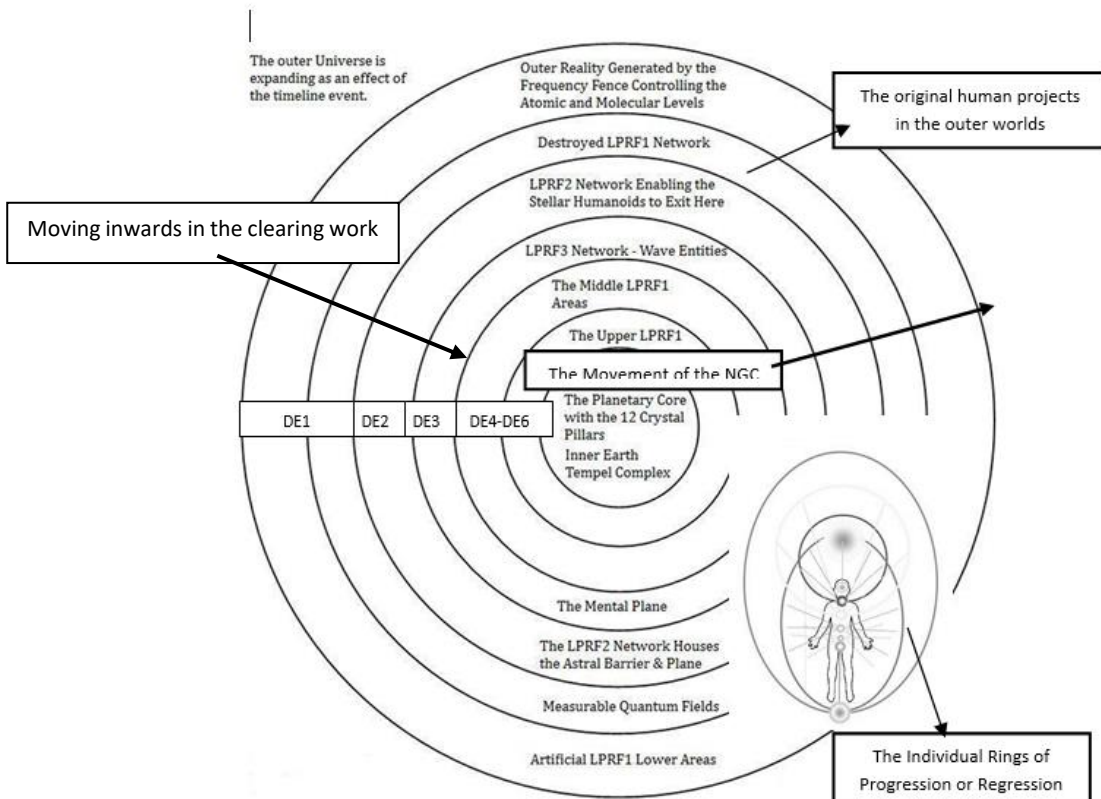 The outer Universe is
expanding as an effect of
the timeline event.
Outer Reality Generated by the
Frequency Fence Controlling the
Atomic and Molecular Levels
The original human projects
in the outer worlds
Destroyed LPRF1 Network
LPRF2 Network Enabling the
Stellar Humanoids to Exit Here
Moving inwards in the clearing work
LPRF3 Network - Wave Entities
The Middle LPRF1
Areas
The Upper LPRF1
The Movement of the NGC
The Planetary Core
with the 12 Crystal
Pillars
Inner Earth
Tempel Complex
DE1
DE2
DE3
DE4-DE6
The Mental Plane
The LPRF2 Network Houses
the Astral Barrier & Plane
Measurable Quantum Fields
Artificial LPRF1 Lower Areas
The Individual Rings of
Progression or Regression